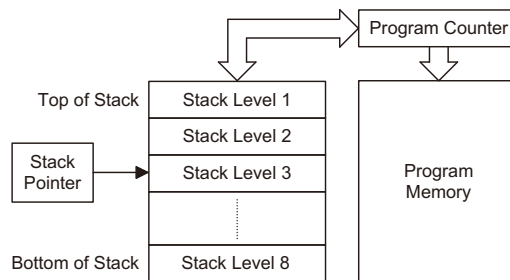 Program Counter
Top of Stack
Stack Level 1
Stack Level 2
Stack
Pointer
Stack Level 3
Program
Memory
Bottom of Stack
Stack Level 8